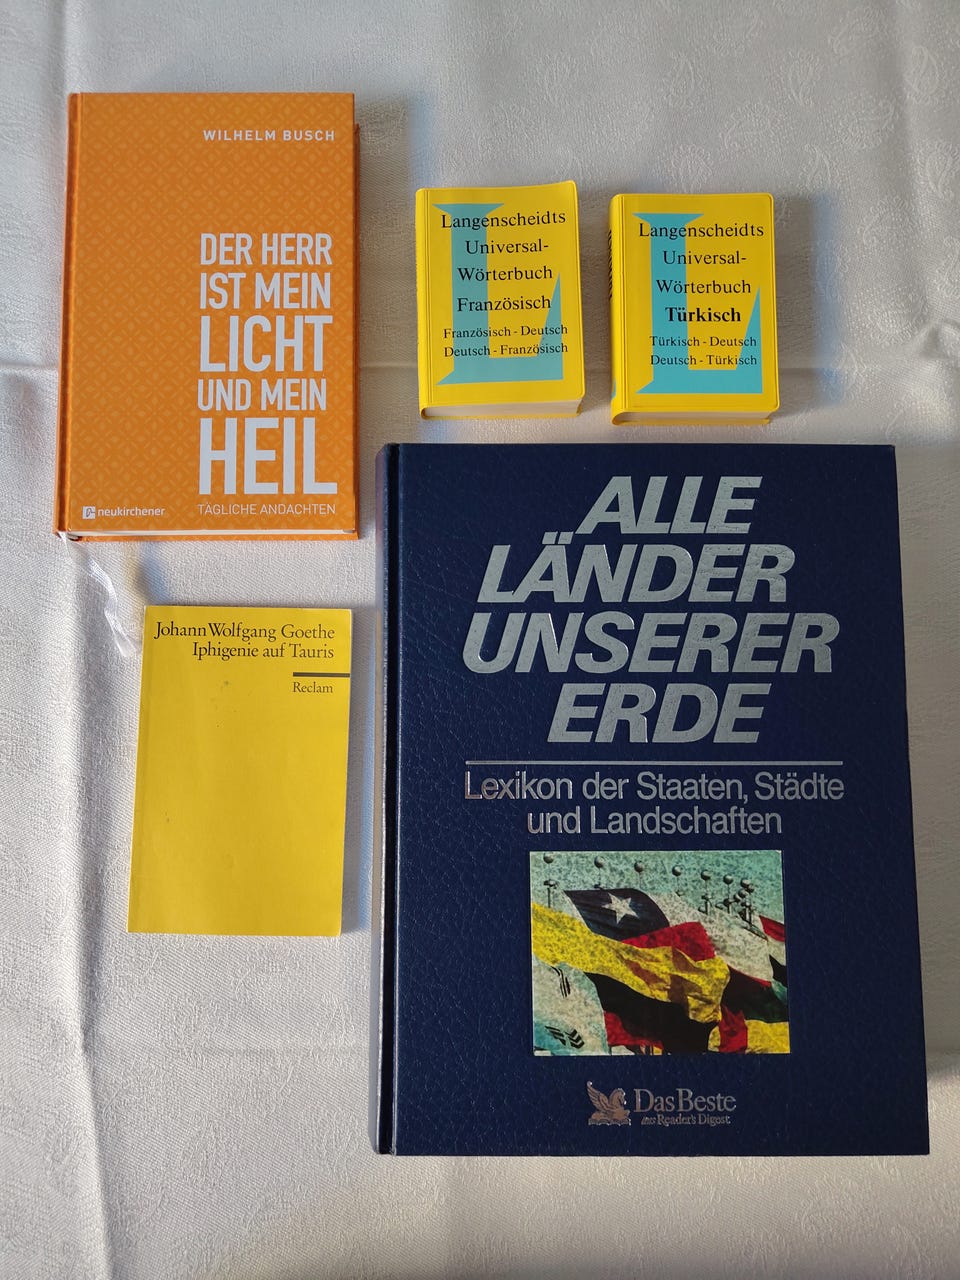 WILHELM BUSCH
DER HERR
IST MEIN
LICHT
UND MEIN
HEIL
neukirchener
TÄGLICHE ANDACHTEN
Langenscheidts
Universal-
Wörterbuch
Französisch
Französisch - Deutsch
Deutsch - Französisch
Langenscheidts
Universal-
Wörterbuch
Türkisch
Türkisch - Deutsch
Deutsch - Türkisch
Johann Wolfgang Goethe
Iphigenie auf Tauris
Reclam
ALLE
LÄNDER
UNSERER
ERDE
Lexikon der Staaten, Städte
und Landschaften
Das Beste
aus Reader's Digest